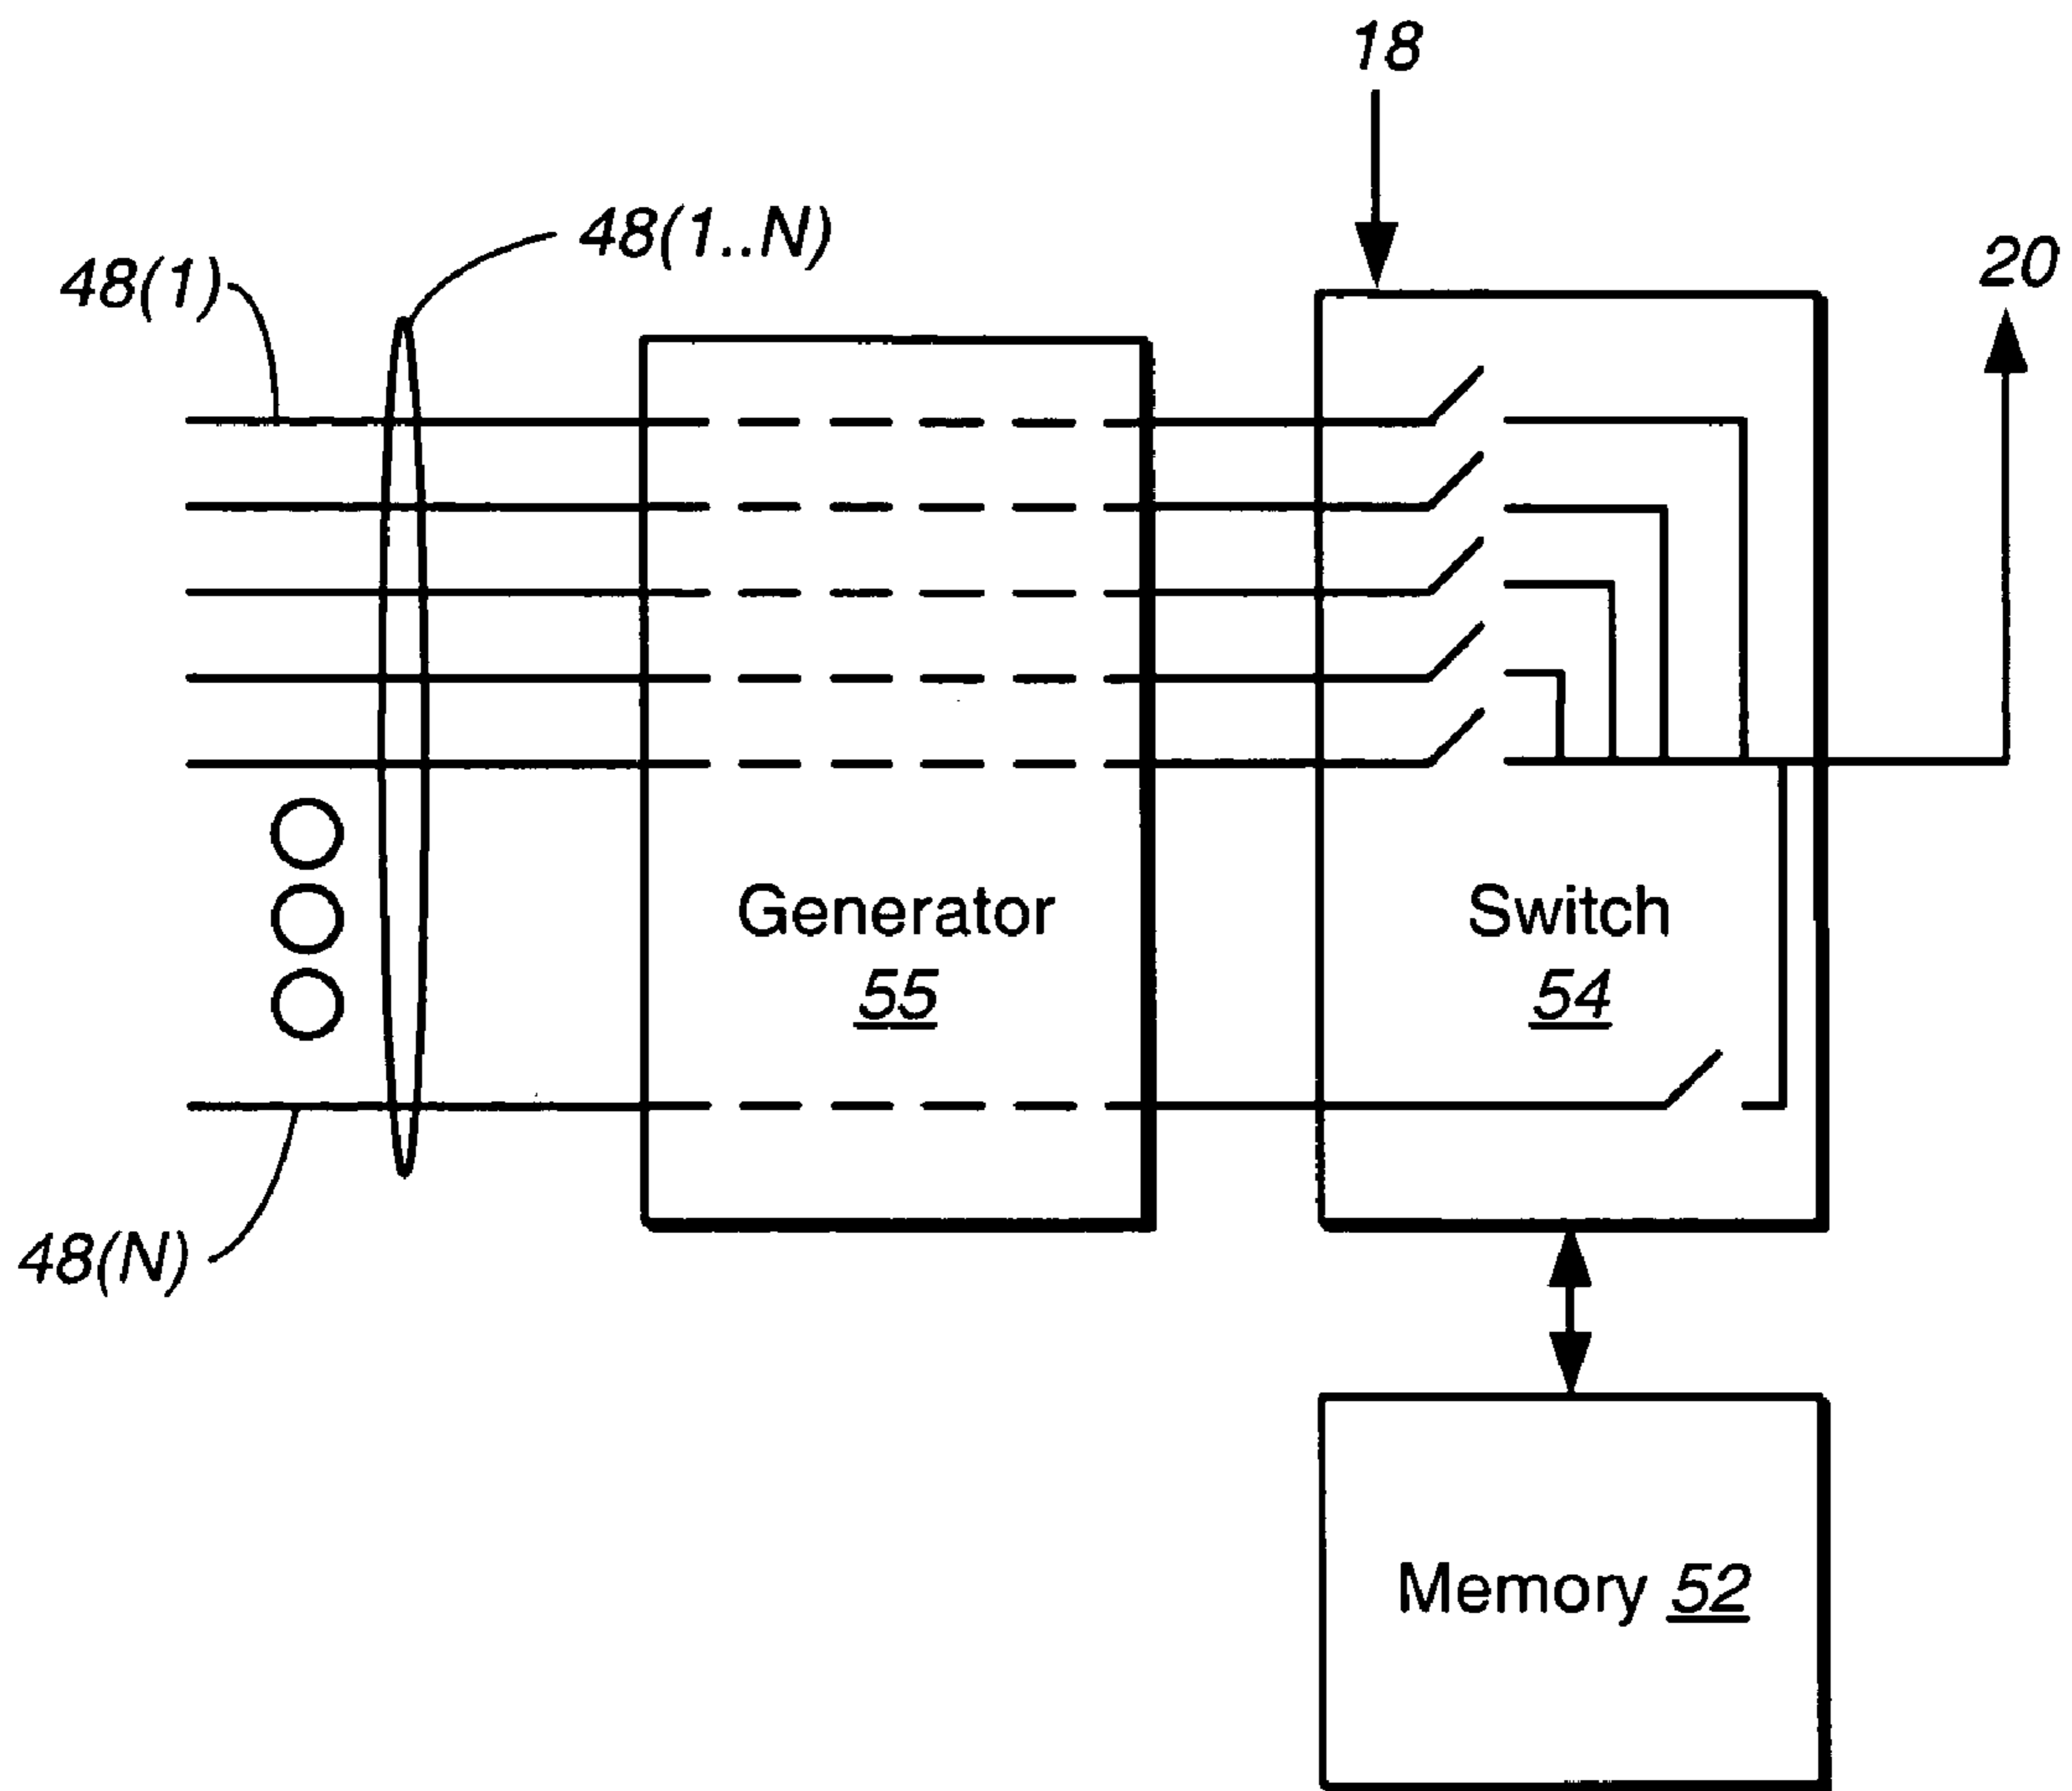 18
48(1..N)
20
48(1)
Generator
55
Switch
54
48(N)
Memory 52